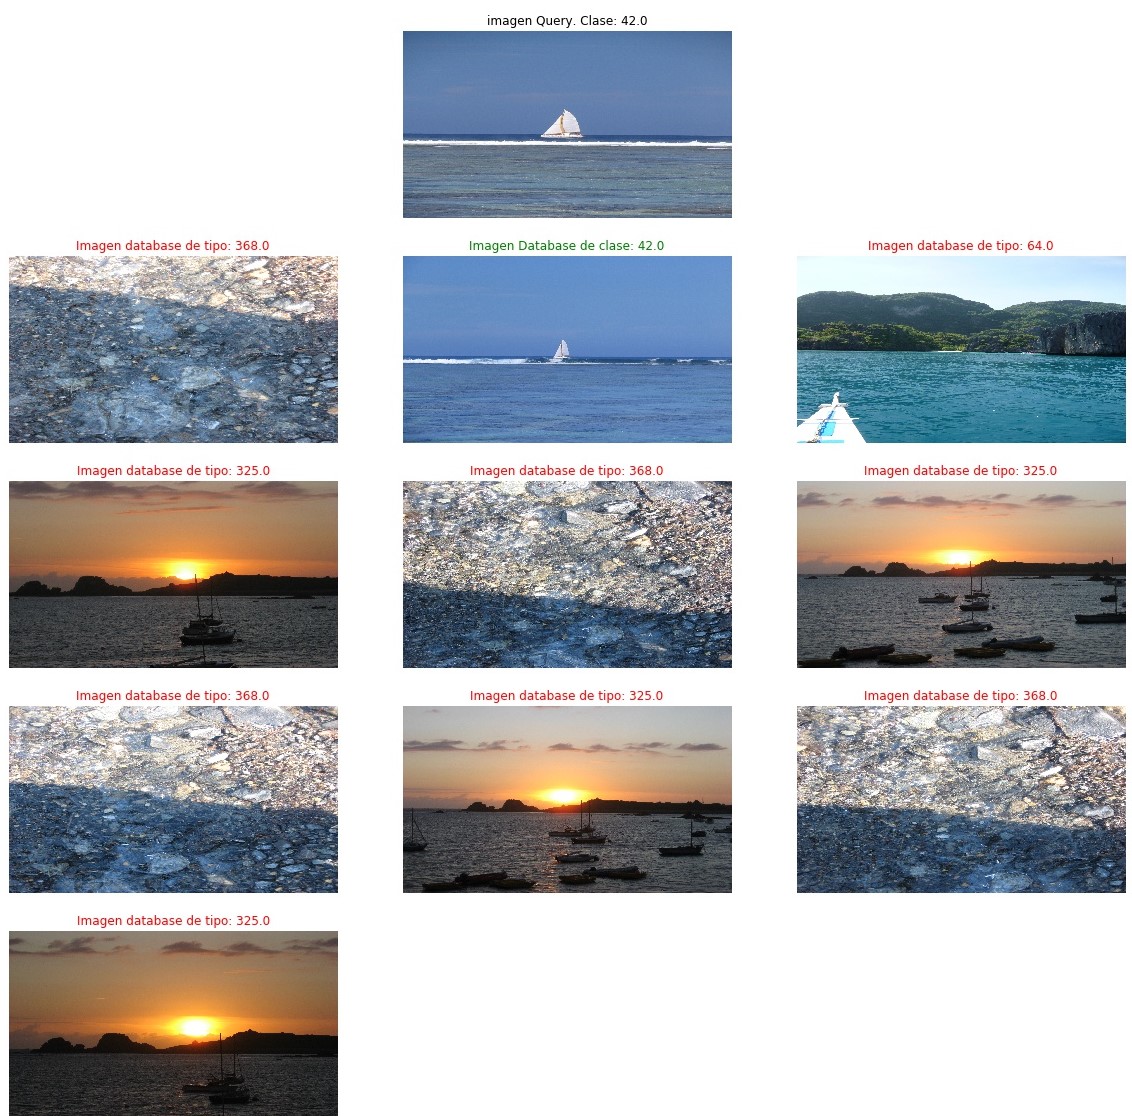 imagen Query. Clase: 42.0
Imagen database de tipo: 368.0
Imagen Database de clase: 42.0
Imagen database de tipo: 64.0
Imagen database de tipo: 325.0
Imagen database de tipo: 368.0
Imagen database de tipo: 325.0
Imagen database de tipo: 368.0
Imagen database de tipo: 325.0
Imagen database de tipo: 368.0
Imagen database de tipo: 325.0